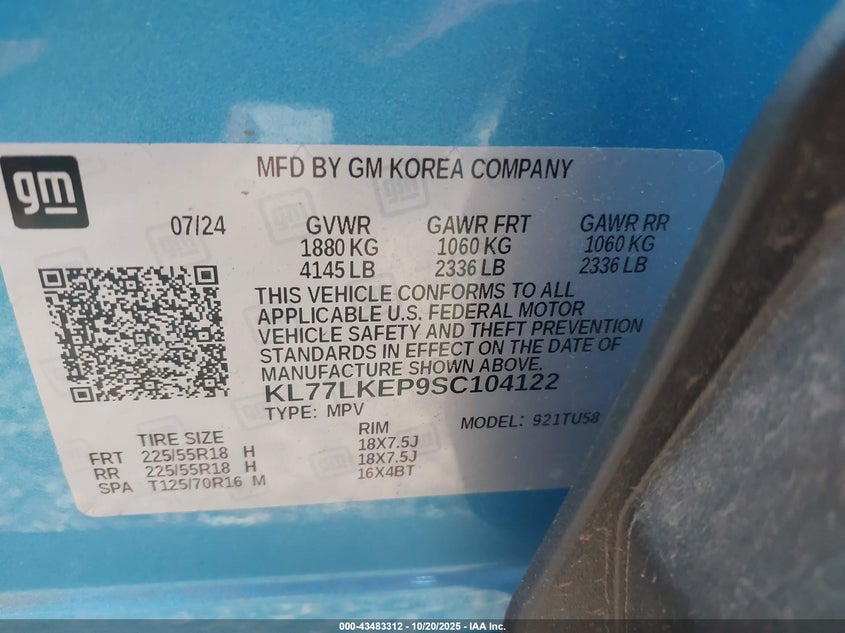 gm
MFD BY GM KOREA COMPANY
07/24 GVWR GAWR FRT GAWR RR
1880 KG 1060 KG 1060 KG
4145 LB 2336 LB 2336 LB
THIS VEHICLE CONFORMS TO ALL
APPLICABLE U.S. FEDERAL MOTOR
VEHICLE SAFETY AND THEFT PREVENTION
STANDARDS IN EFFECT ON THE DATE OF
MANUFACTURE SHOWN ABOVE.
KL77LKEP9SC104122
TYPE: MPV MODEL: 921TU58
TIRE SIZE RIM
FRT 225/55R18 H 18X7.5J
RR 225/55R18 H 18X7.5J
SPA T125/70R16 M 16X4BT
000-43483312 | 10/20/2025 - IAA Inc.